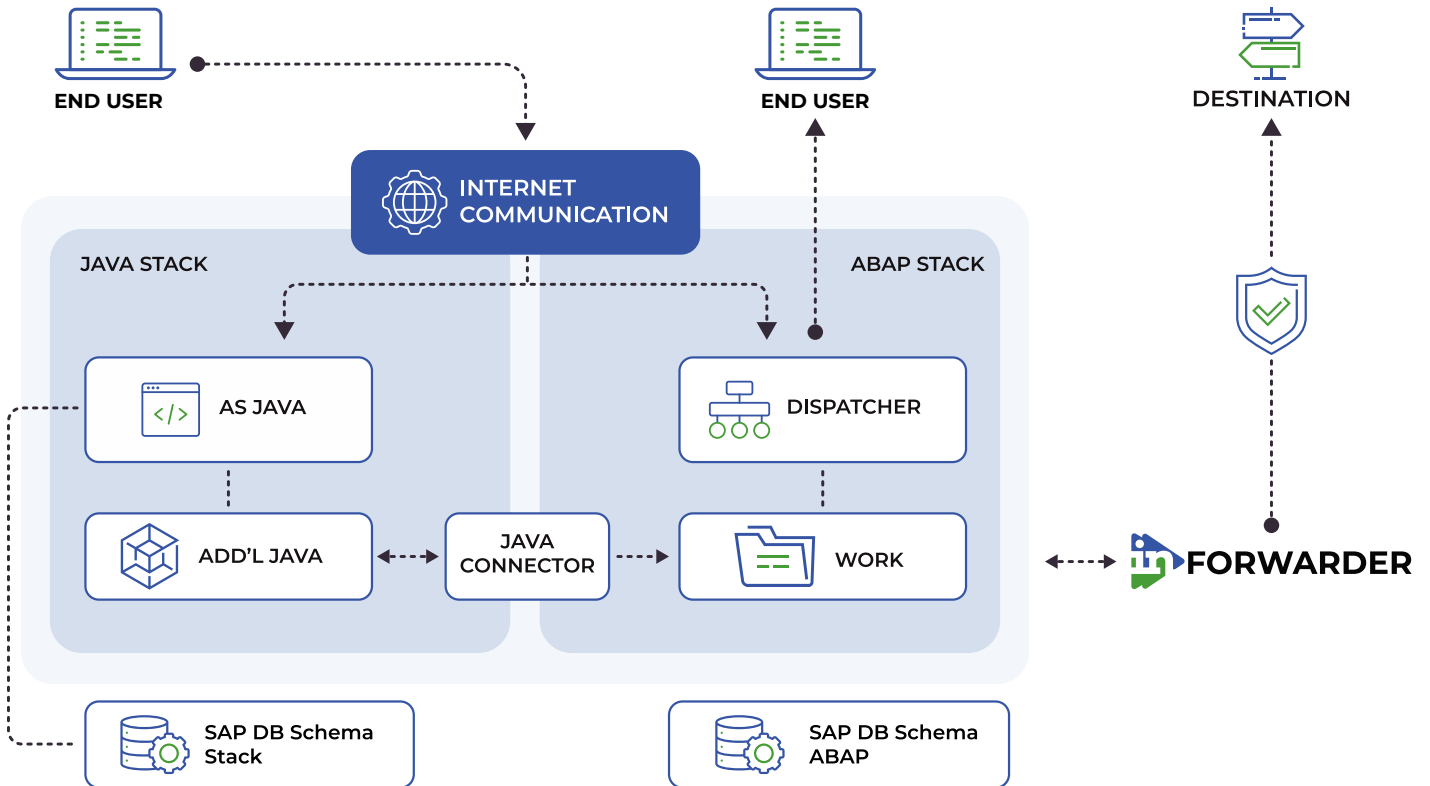 END USER
END USER
DESTINATION
INTERNET
COMMUNICATION
JAVA STACK
ABAP STACK
</>
AS JAVA
DISPATCHER
ADD’L JAVA
JAVA
CONNECTOR
WORK
FORWARDER
SAP DB Schema
Stack
SAP DB Schema
ABAP